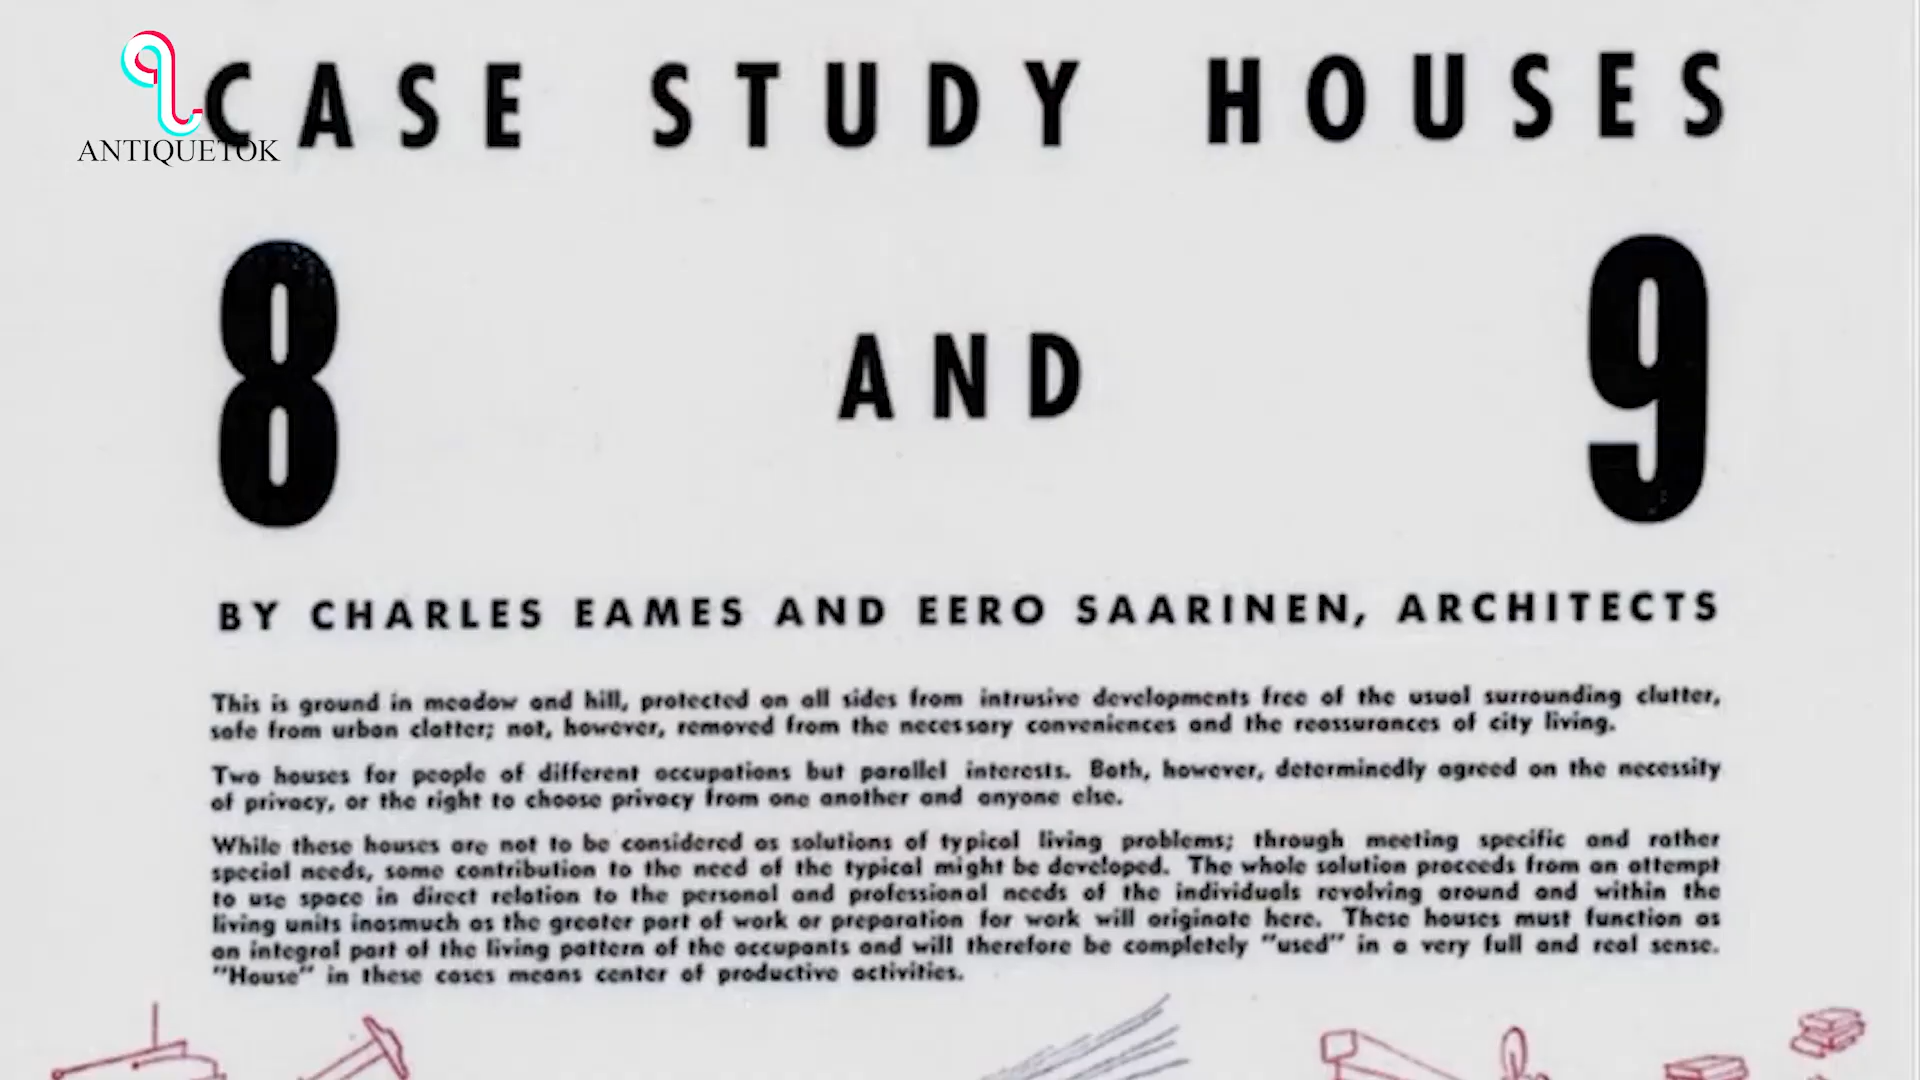 ANTIQUETOK
CASE STUDY HOUSES
8 AND 9
BY CHARLES EAMES AND EERO SAARINEN, ARCHITECTS
This is ground in meadow and hill, protected on all sides from intrusive developments free of the usual surrounding clutter,
safe from urban clatter; not, however, removed from the necessary conveniences and the reassurances of city living.
Two houses for people of different occupations but parallel interests. Both, however, determinedly agreed on the necessity
of privacy, or the right to choose privacy from one another and anyone else.
While these houses are not to be considered as solutions of typical living problems; through meeting specific and rather
special needs, some contribution to the need of the typical might be developed. The whole solution proceeds from an attempt
to use space in direct relation to the personal and professional needs of the individuals revolving around and within the
living units inasmuch as the greater part of work or preparation for work will originate here. These houses must function as
an integral part of the living pattern of the occupants and will therefore be completely "used" in a very full and real sense.
"House" in these cases means center of productive activities.